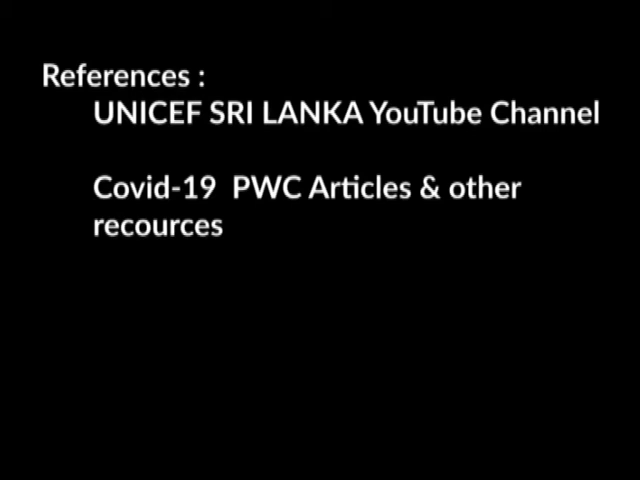 References :
UNICEF SRI LANKA YouTube Channel
Covid-19  PWC Articles & other
recources